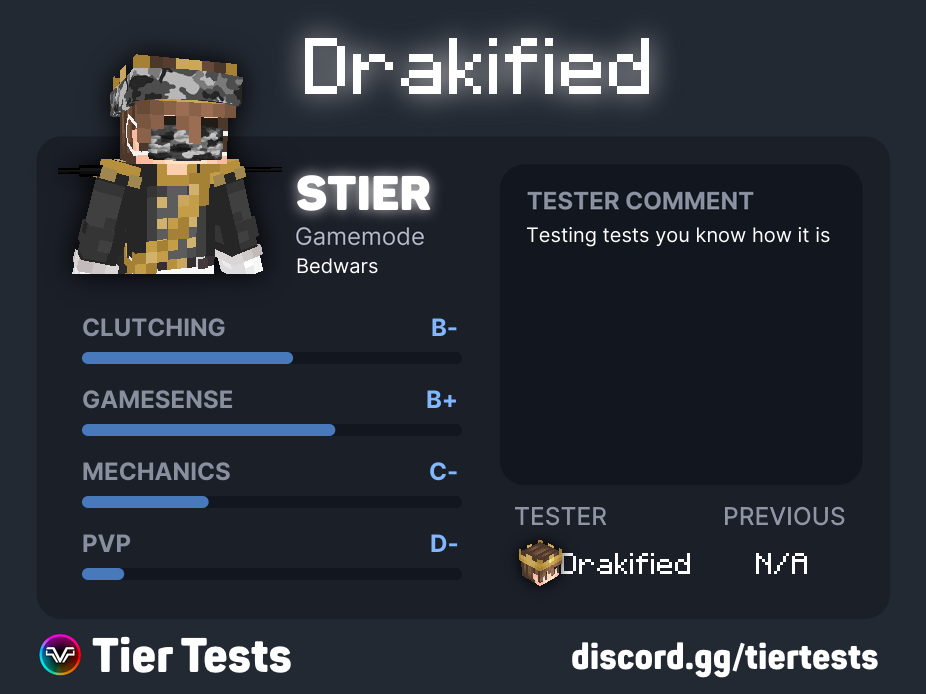 Drakified
STIER
Gamemode
Bedwars
CLUTCHING B-
GAMESENSE B+
MECHANICS C-
PVP D-
TESTER COMMENT
Testing tests you know how it is
TESTER PREVIOUS
Drakified N/A
Tier Tests discord.gg/tiertests